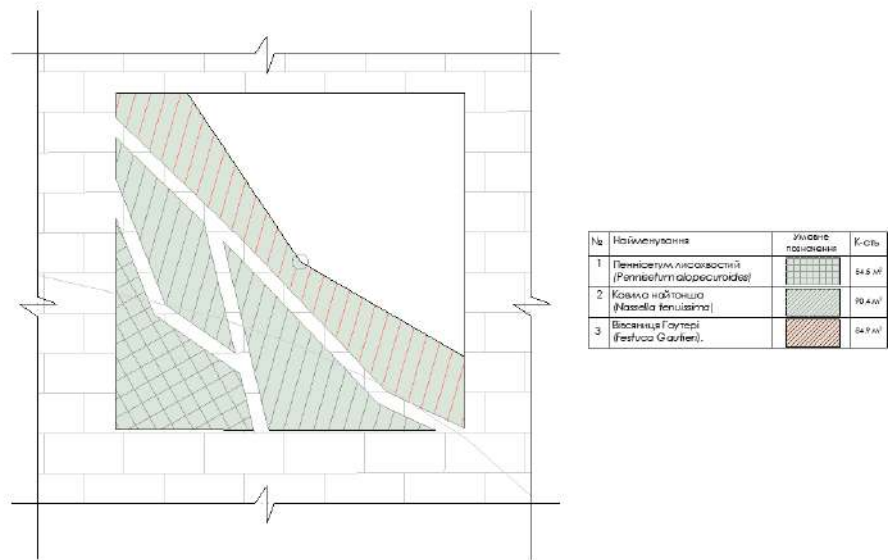 № Найменування Умовне позначення К-сть
1 Пеннісетум лисохвостий
(Pennisetum alopecuroides)
54.5 м²
2 Ковила найтонша
(Nassella tenuissima)
90.4 м²
3 Вівсяниця Гаутері
(Festuca Gautieri).
64.9 м²